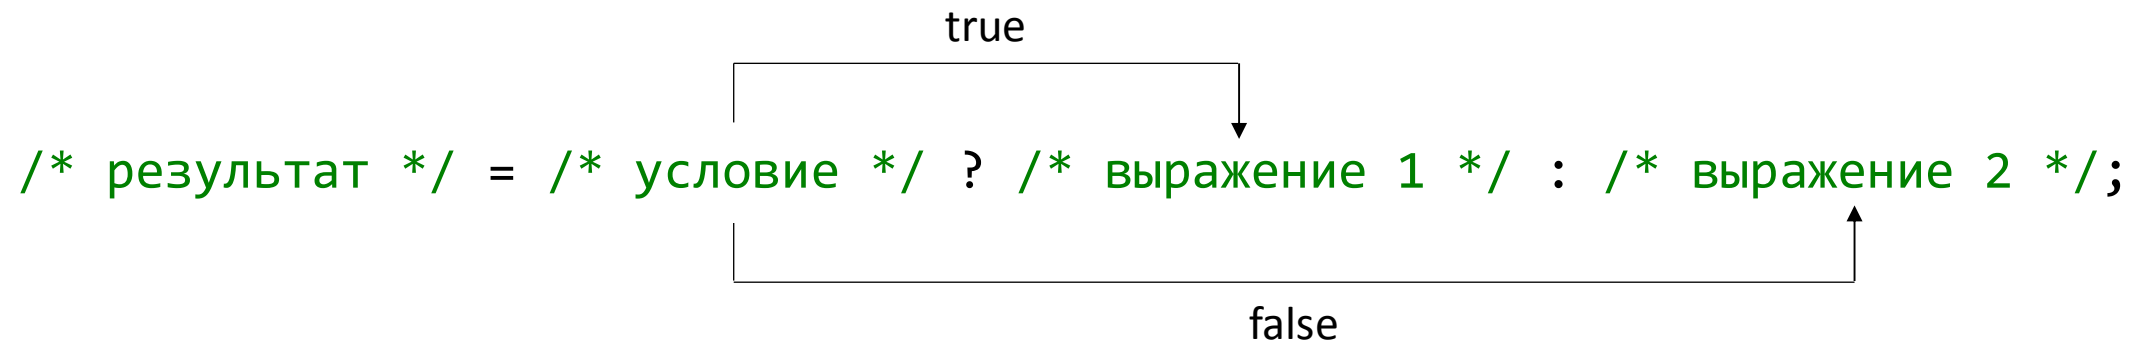 true
/* результат */ = /* условие */ ? /* выражение 1 */ : /* выражение 2 */;
false